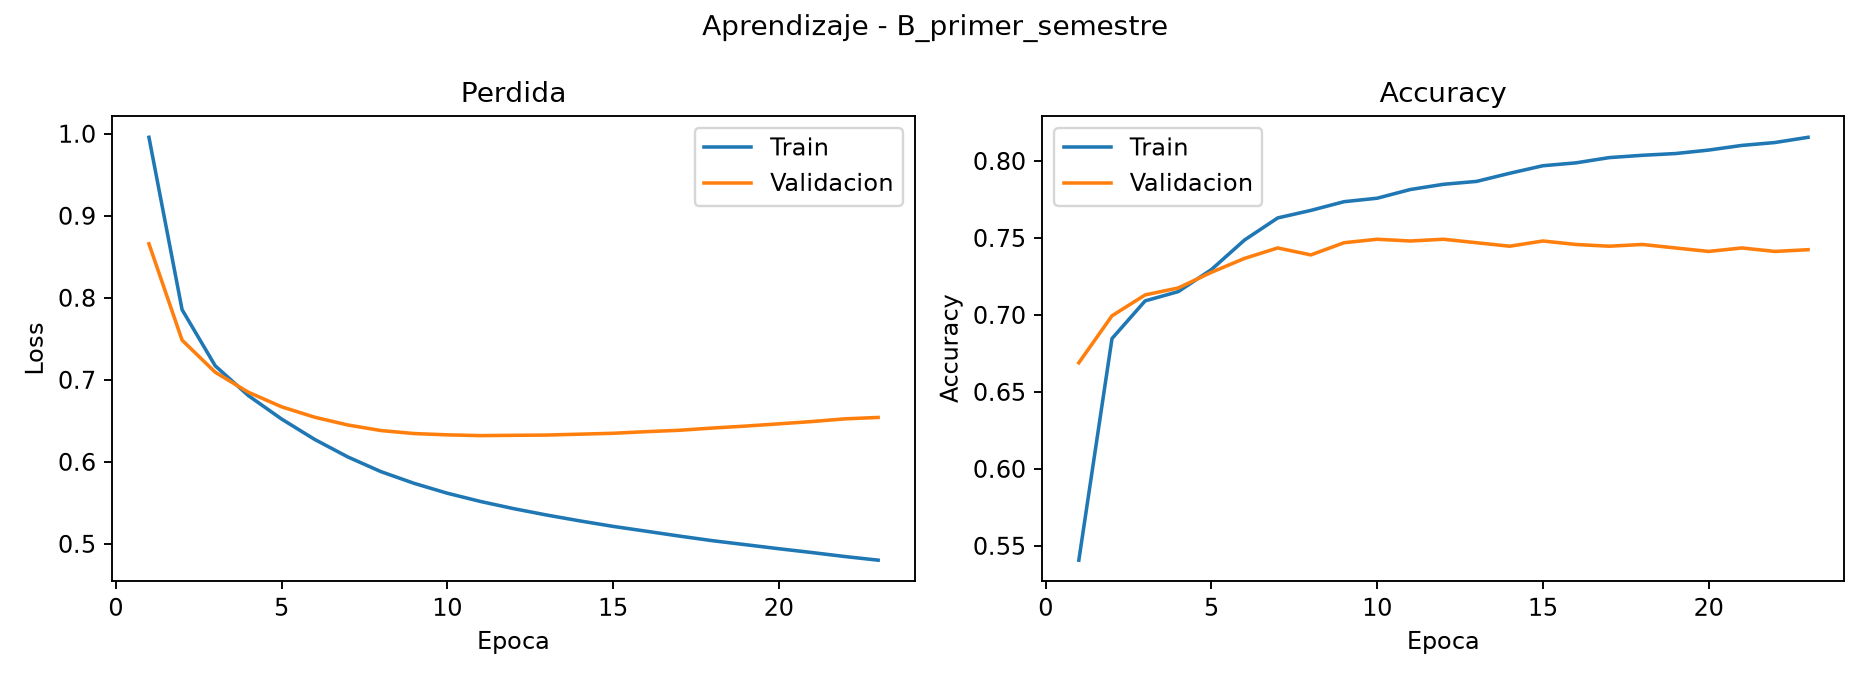 Aprendizaje - B_primer_semestre
Perdida
1.0
0.9
0.8
0.7
0.6
0.5
Loss
0
5
10
15
20
Epoca
Train
Validacion
Accuracy
0.80
0.75
0.70
0.65
0.60
0.55
Accuracy
0
5
10
15
20
Epoca
Train
Validacion